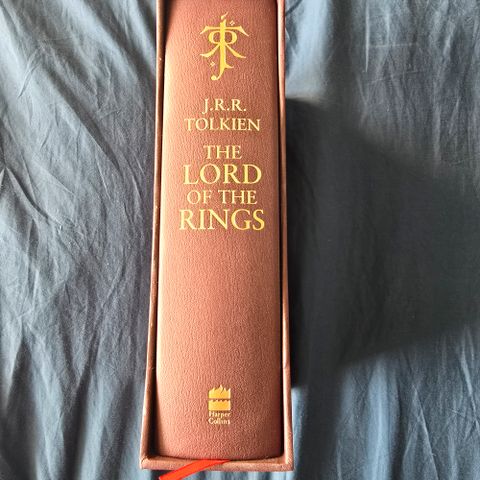 J.R.R.
TOLKIEN
THE
LORD
OF THE
RINGS
Harper
Collins